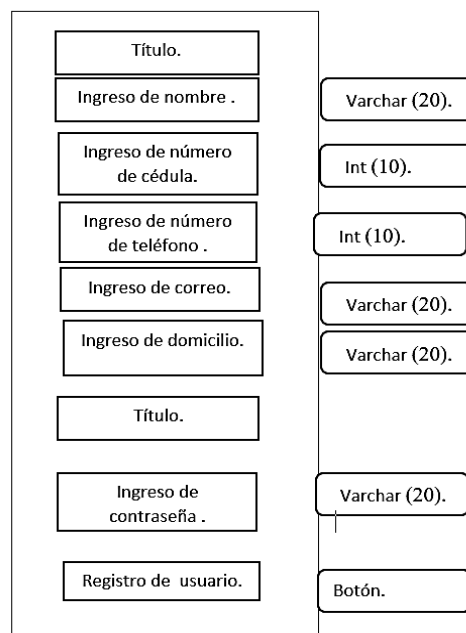 Título.
Ingreso de nombre .
Varchar (20).
Ingreso de número
de cédula.
Int (10).
Ingreso de número
de teléfono .
Int (10).
Ingreso de correo.
Varchar (20).
Ingreso de domicilio.
Varchar (20).
Título.
Ingreso de
contraseña .
Varchar (20).
Registro de usuario.
Botón.